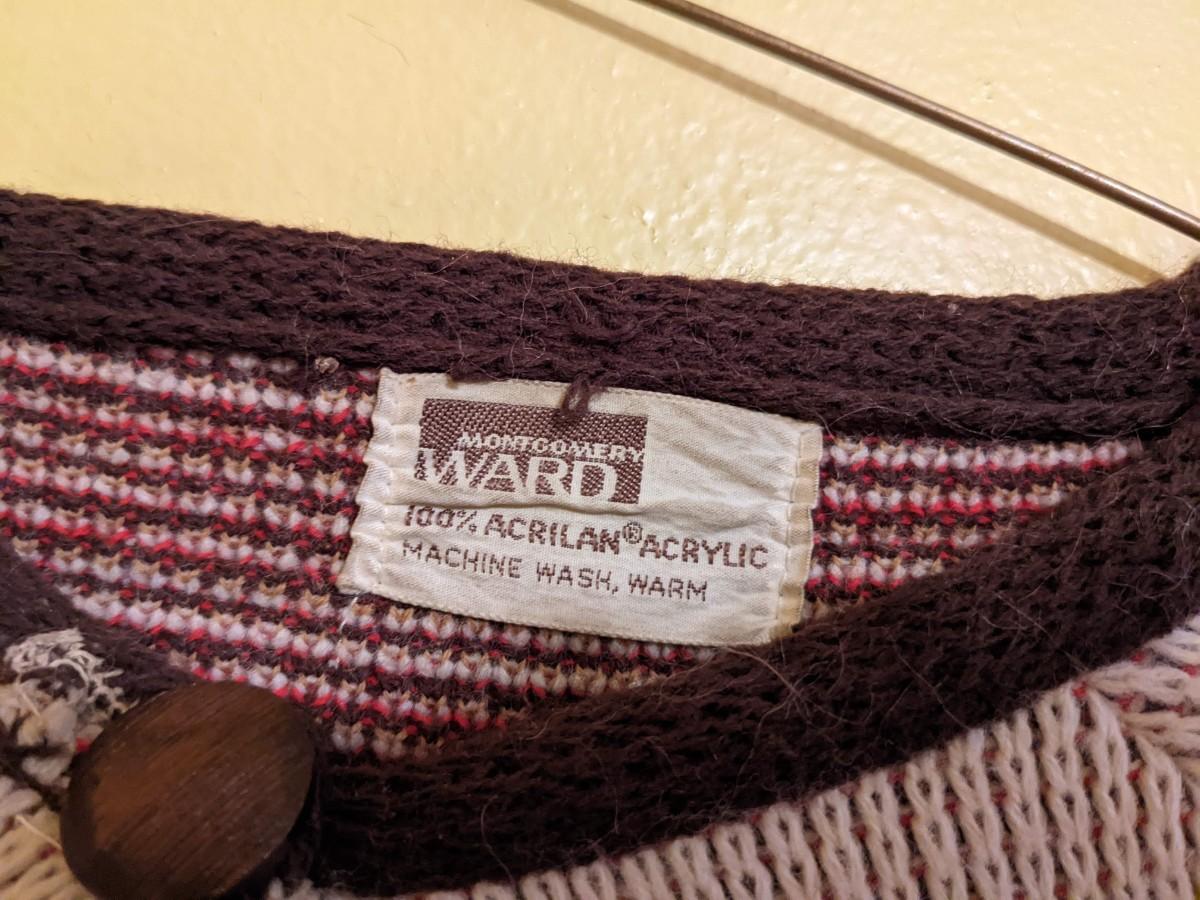 MONTGOMERY
WARD
100% ACRILAN® ACRYLIC
MACHINE WASH, WARM